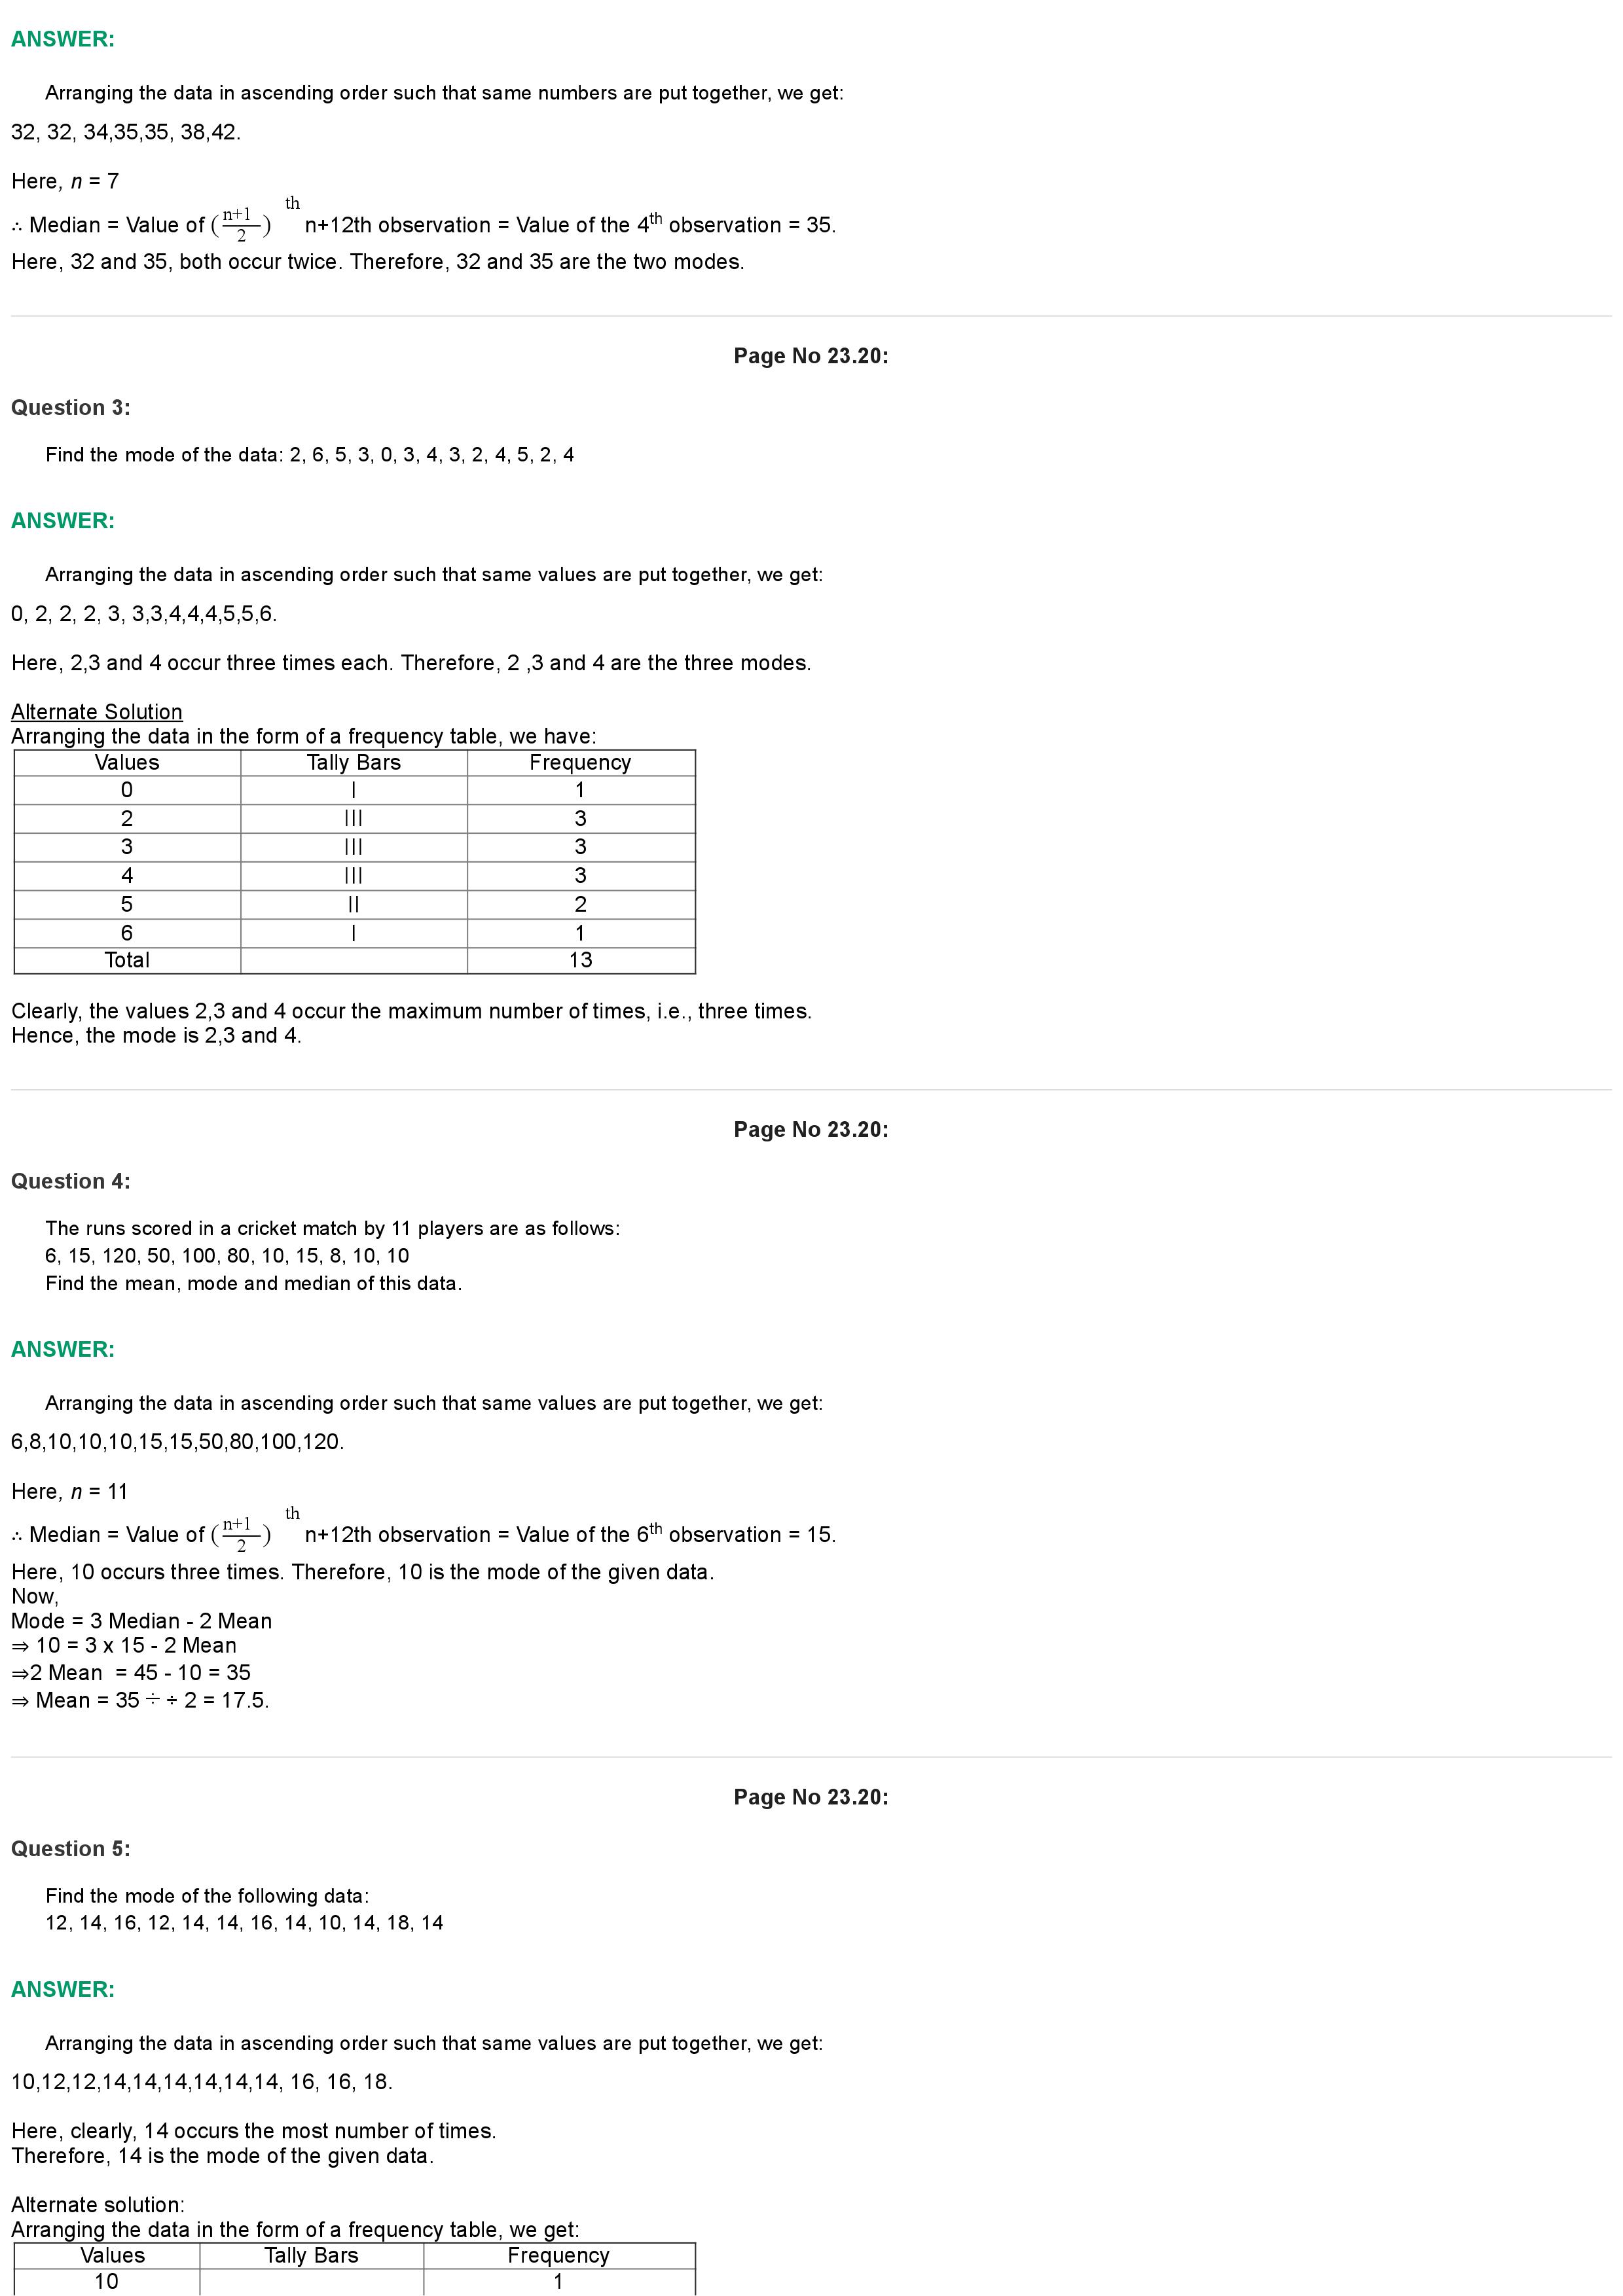 ANSWER:
Arranging the data in ascending order such that same numbers are put together, we get:
32, 32, 34,35,35, 38,42.
Here, n = 7
∴ Median = Value of (n+1/2)th n+12th observation = Value of the 4th observation = 35.
Here, 32 and 35, both occur twice. Therefore, 32 and 35 are the two modes.
Page No 23.20:
Question 3:
Find the mode of the data: 2, 6, 5, 3, 0, 3, 4, 3, 2, 4, 5, 2, 4
ANSWER:
Arranging the data in ascending order such that same values are put together, we get:
0, 2, 2, 2, 3, 3,3,4,4,4,5,5,6.
Here, 2,3 and 4 occur three times each. Therefore, 2 ,3 and 4 are the three modes.
Alternate Solution
Arranging the data in the form of a frequency table, we have:
Values Tally Bars Frequency
0 I 1
2 III 3
3 III 3
4 III 3
5 II 2
6 I 1
Total 13
Clearly, the values 2,3 and 4 occur the maximum number of times, i.e., three times.
Hence, the mode is 2,3 and 4.
Page No 23.20:
Question 4:
The runs scored in a cricket match by 11 players are as follows:
6, 15, 120, 50, 100, 80, 10, 15, 8, 10, 10
Find the mean, mode and median of this data.
ANSWER:
Arranging the data in ascending order such that same values are put together, we get:
6,8,10,10,10,15,15,50,80,100,120.
Here, n = 11
∴ Median = Value of (n+1/2)th n+12th observation = Value of the 6th observation = 15.
Here, 10 occurs three times. Therefore, 10 is the mode of the given data.
Now,
Mode = 3 Median - 2 Mean
⇒ 10 = 3 x 15 - 2 Mean
⇒2 Mean = 45 - 10 = 35
⇒ Mean = 35 ÷ ÷ 2 = 17.5.
Page No 23.20:
Question 5:
Find the mode of the following data:
12, 14, 16, 12, 14, 14, 16, 14, 10, 14, 18, 14
ANSWER:
Arranging the data in ascending order such that same values are put together, we get:
10,12,12,14,14,14,14,14,14, 16, 16, 18.
Here, clearly, 14 occurs the most number of times.
Therefore, 14 is the mode of the given data.
Alternate solution:
Arranging the data in the form of a frequency table, we get:
Values Tally Bars Frequency
10 1